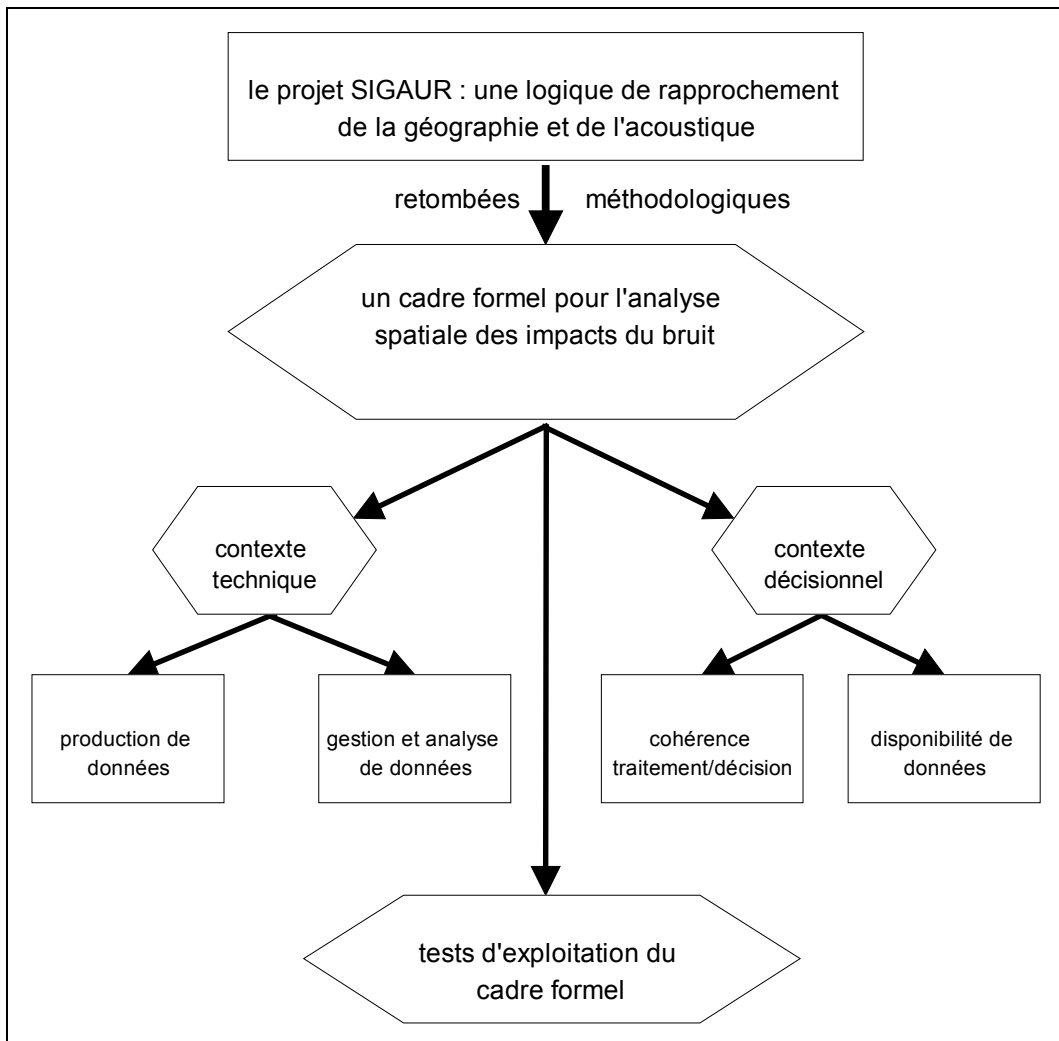 le projet SIGAUR : une logique de rapprochement
de la géographie et de l'acoustique
retombées méthodologiques
un cadre formel pour l'analyse
spatiale des impacts du bruit
contexte
technique
contexte
décisionnel
production de
données
gestion et analyse
de données
cohérence
traitement/décision
disponibilité de
données
tests d'exploitation du
cadre formel